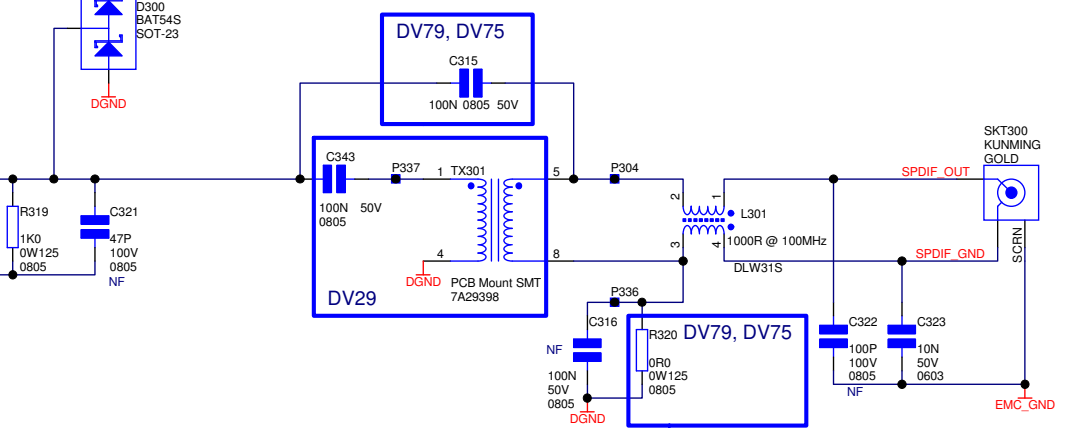 D300
BAT54S
SOT-23
DGND
DV79, DV75
C315
100N 0805 50V
C343
100N 50V
0805
P337
1
TX301
5
4
8
DGND
PCB Mount SMT
7A29398
DV29
R319
1K0
0W125
0805
C321
47P
100V
0805
NF
P304
2
1
L301
3
4
1000R @ 100MHz
DLW31S
P336
C316
NF
100N
50V
0805
DGND
R320
0R0
0W125
0805
DV79, DV75
SKT300
KUNMING
GOLD
SPDIF_OUT
SPDIF_GND
SCRN
C322
100P
100V
0805
NF
C323
10N
50V
0603
EMC_GND